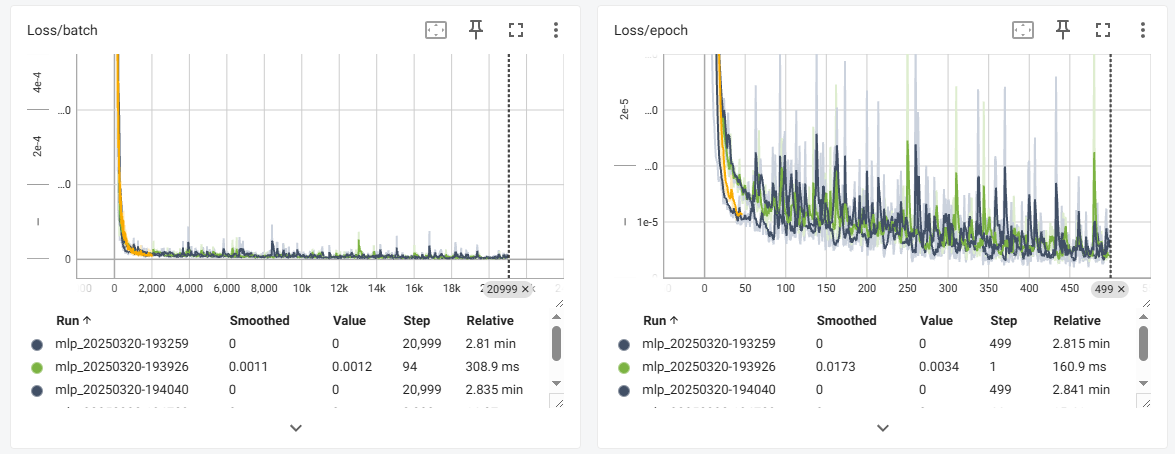 Loss/batch
4e-4
...0
2e-4
...0
0
0 2,000 4,000 6,000 8,000 10k 12k 14k 16k 18k 20999 ×
Run ↑ Smoothed Value Step Relative
mlp_20250320-193259 0 0 20,999 2.81 min
mlp_20250320-193926 0.0011 0.0012 94 308.9 ms
mlp_20250320-194040 0 0 20,999 2.835 min
Loss/epoch
2e-5
...0
...0
1e-5
0 50 100 150 200 250 300 350 400 450 499 ×
Run ↑ Smoothed Value Step Relative
mlp_20250320-193259 0 0 499 2.815 min
mlp_20250320-193926 0.0173 0.0034 1 160.9 ms
mlp_20250320-194040 0 0 499 2.841 min